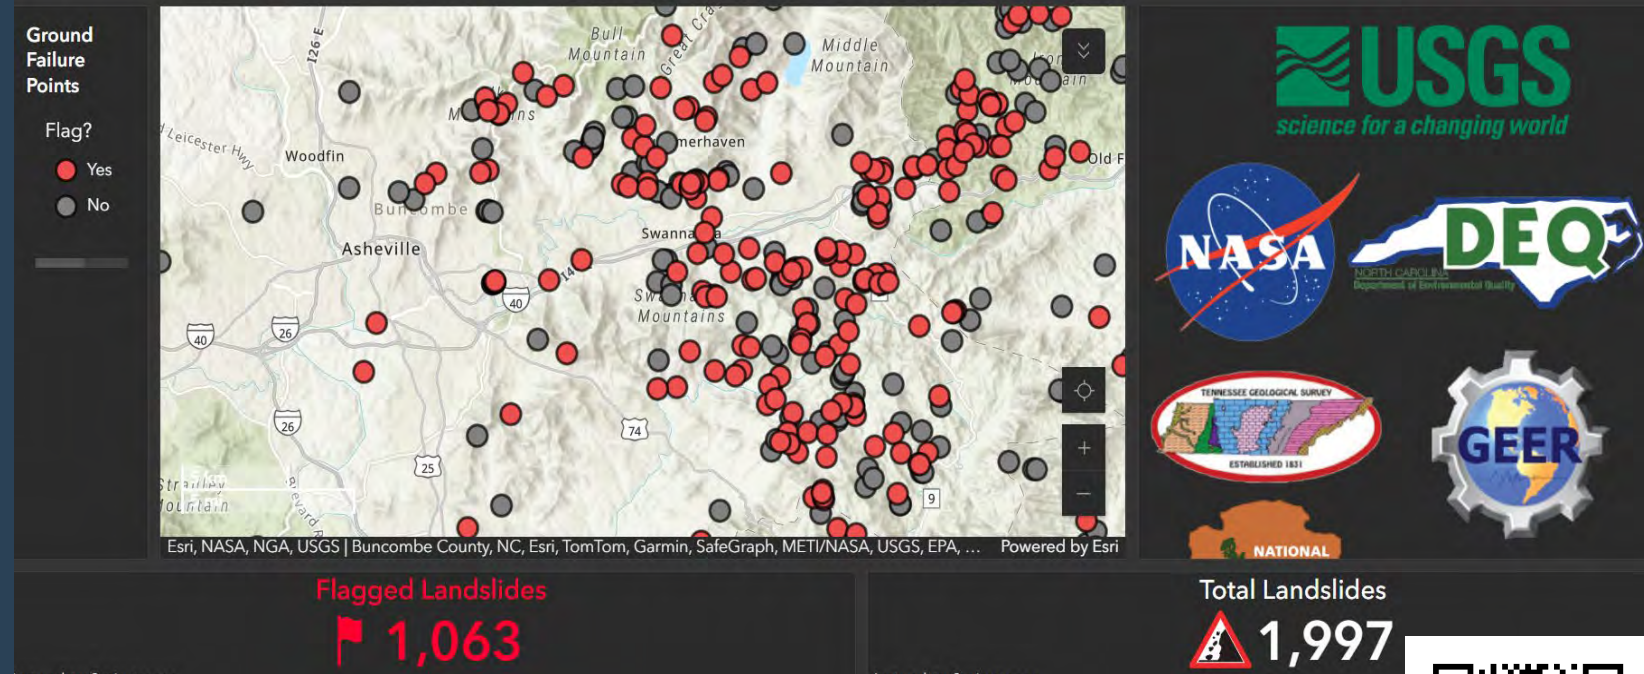 Ground
Failure
Points
Flag?
Yes
No
126 E
Bull
Mountain
Middle
Mountain
Leicester Hwy
Woodfin
Buncombe
Asheville
Mountains
40
26
40
26
25
74
9
Esri, NASA, NGA, USGS | Buncombe County, NC, Esri, TomTom, Garmin, SafeGraph, METI/NASA, USGS, EPA, ...
Powered by Esri
USGS
science for a changing world
NASA
DEQ
NORTH CAROLINA
Department of Environmental Quality
TENNESSEE GEOLOGICAL SURVEY
ESTABLISHED 1831
GEER
NATIONAL
Flagged Landslides
1,063
Total Landslides
1,997